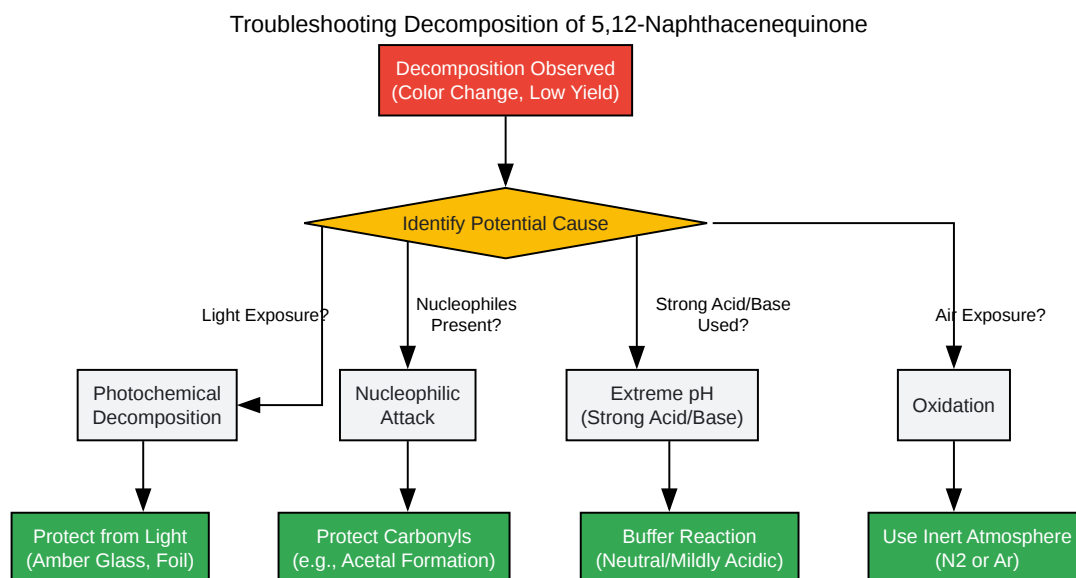 Troubleshooting Decomposition of 5,12-Naphthacenequinone
Decomposition Observed
(Color Change, Low Yield)
Identify Potential Cause
Light Exposure?
Nucleophiles
Present?
Strong Acid/Base
Used?
Air Exposure?
Photochemical
Decomposition
Nucleophilic
Attack
Extreme pH
(Strong Acid/Base)
Oxidation
Protect from Light
(Amber Glass, Foil)
Protect Carbonyls
(e.g., Acetal Formation)
Buffer Reaction
(Neutral/Mildly Acidic)
Use Inert Atmosphere
(N2 or Ar)